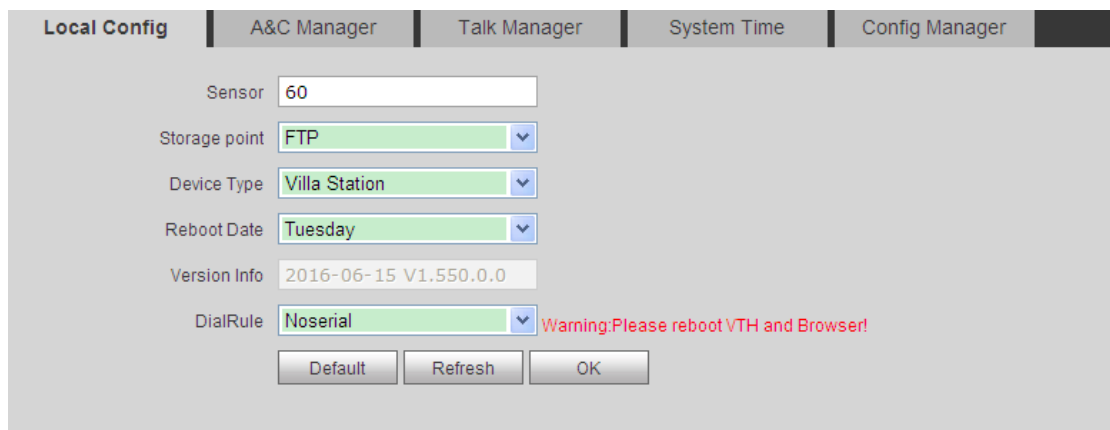 Local Config A&C Manager Talk Manager System Time Config Manager
Sensor 60
Storage point FTP
Device Type Villa Station
Reboot Date Tuesday
Version Info 2016-06-15 V1.550.0.0
DialRule Noserial Warning:Please reboot VTH and Browser!
Default Refresh OK